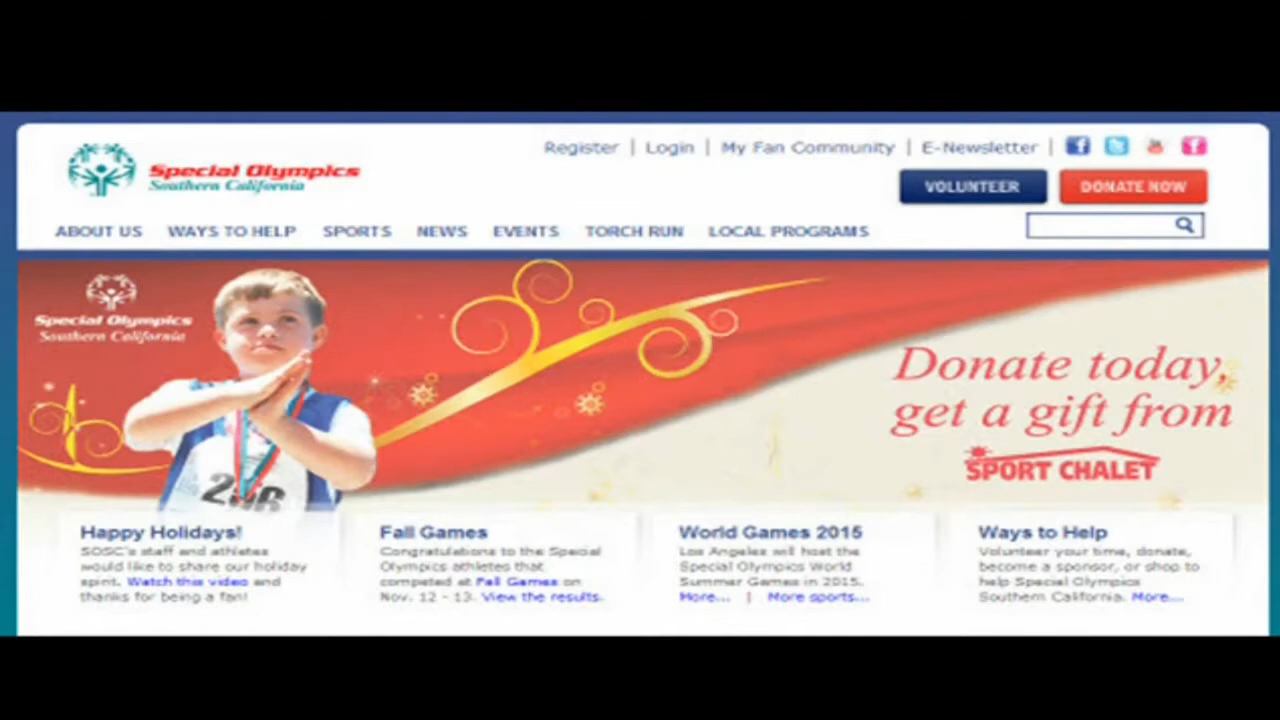 Register | Login | My Fan Community | E-Newsletter |
Special Olympics
Southern California
VOLUNTEER
DONATE NOW
ABOUT US WAYS TO HELP SPORTS NEWS EVENTS TORCH RUN LOCAL PROGRAMS
Special Olympics
Southern California
Donate today,
get a gift from
SPORT CHALET
Happy Holidays!
SOSC's staff and athletes
would like to share our holiday
spirit. Watch this video and
thanks for being a fan!
Fall Games
Congratulations to the Special
Olympics athletes that
competed at Fall Games on
Nov. 12 - 13. View the results.
World Games 2015
Los Angeles will host the
Special Olympics World
Summer Games in 2015.
More... | More sports...
Ways to Help
Volunteer your time, donate,
become a sponsor, or shop to
help Special Olympics
Southern California. More...